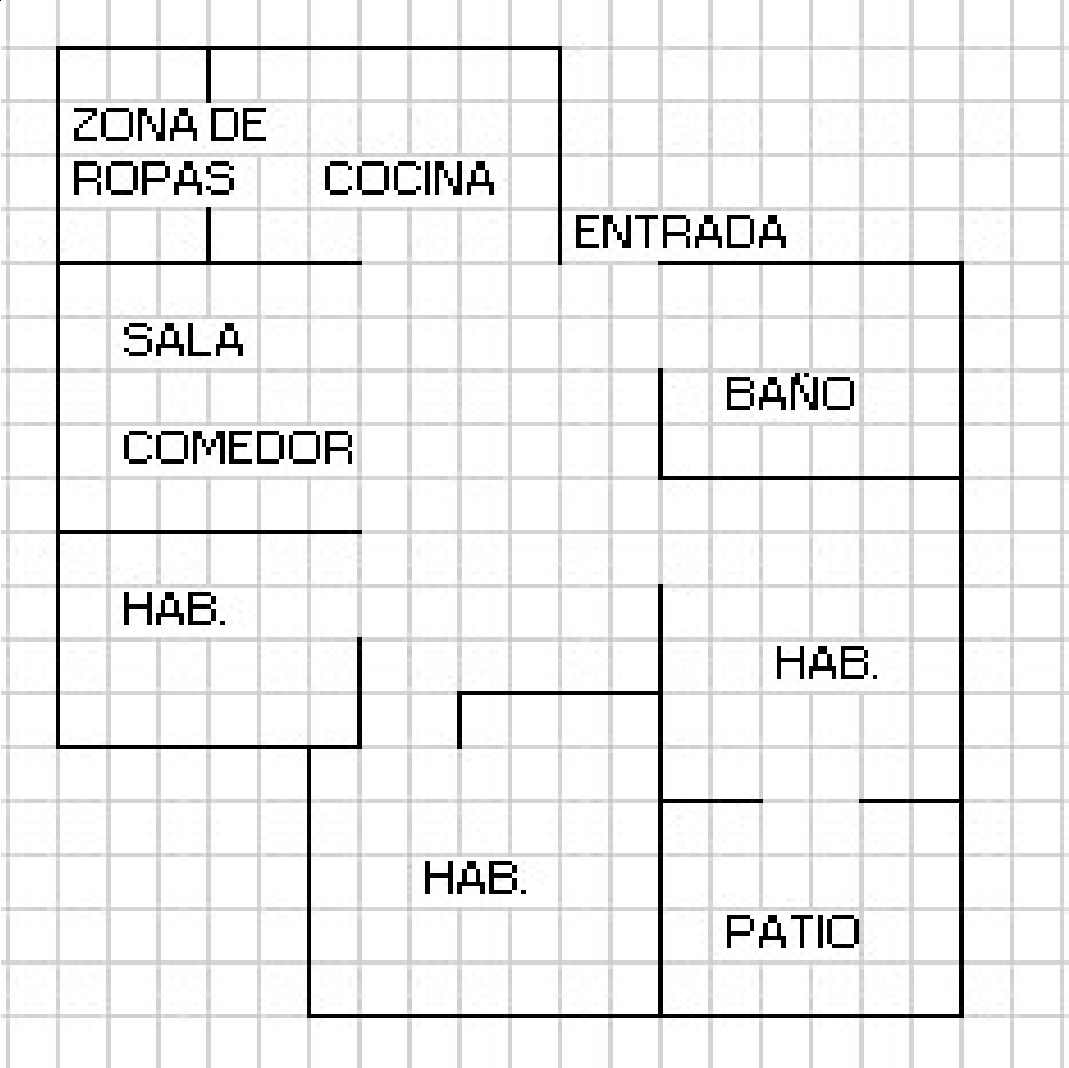 ZONA DE
ROPAS
COCINA
ENTRADA
SALA
COMEDOR
BAÑO
HAB.
HAB.
HAB.
PATIO